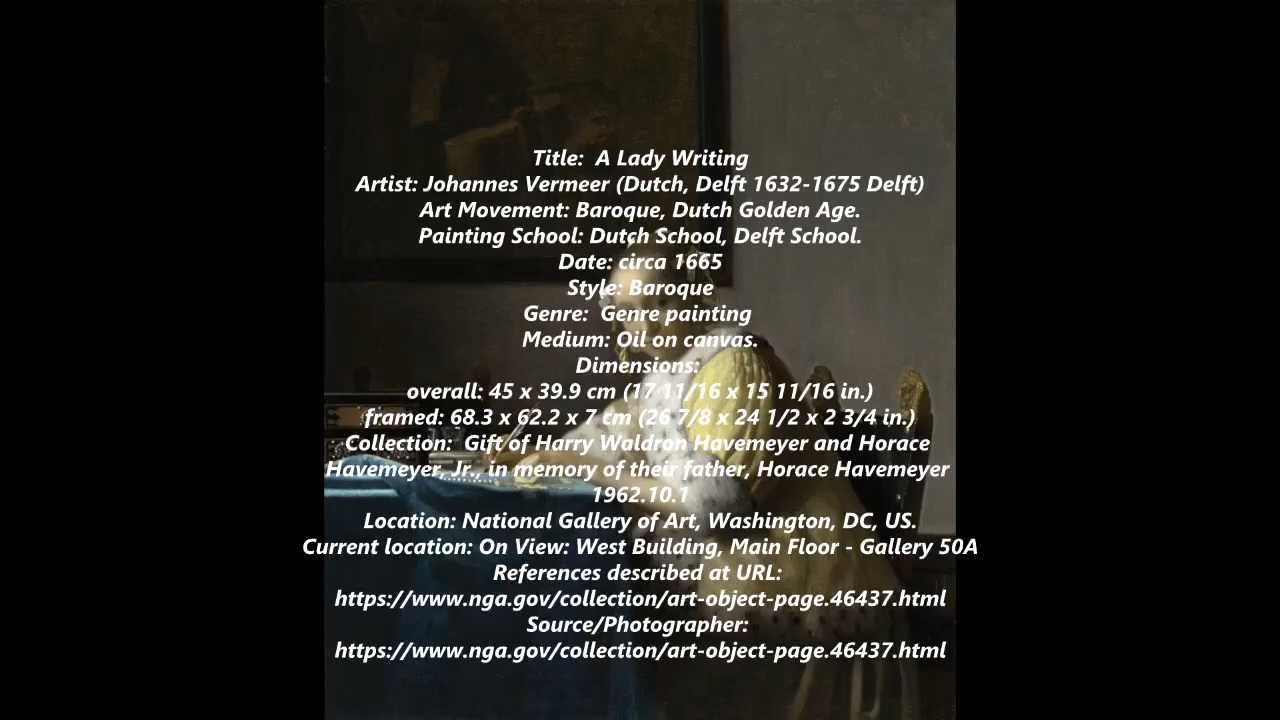 Title:  A Lady Writing
Artist: Johannes Vermeer (Dutch, Delft 1632-1675 Delft)
Art Movement: Baroque, Dutch Golden Age.
Painting School: Dutch School, Delft School.
Date: circa 1665
Style: Baroque
Genre:  Genre painting
Medium: Oil on canvas.
Dimensions:
overall: 45 x 39.9 cm (17 11/16 x 15 11/16 in.)
framed: 68.3 x 62.2 x 7 cm (26 7/8 x 24 1/2 x 2 3/4 in.)
Collection:  Gift of Harry Waldron Havemeyer and Horace
Havemeyer, Jr., in memory of their father, Horace Havemeyer
1962.10.1
Location: National Gallery of Art, Washington, DC, US.
Current location: On View: West Building, Main Floor - Gallery 50A
References described at URL:
https://www.nga.gov/collection/art-object-page.46437.html
Source/Photographer:
https://www.nga.gov/collection/art-object-page.46437.html